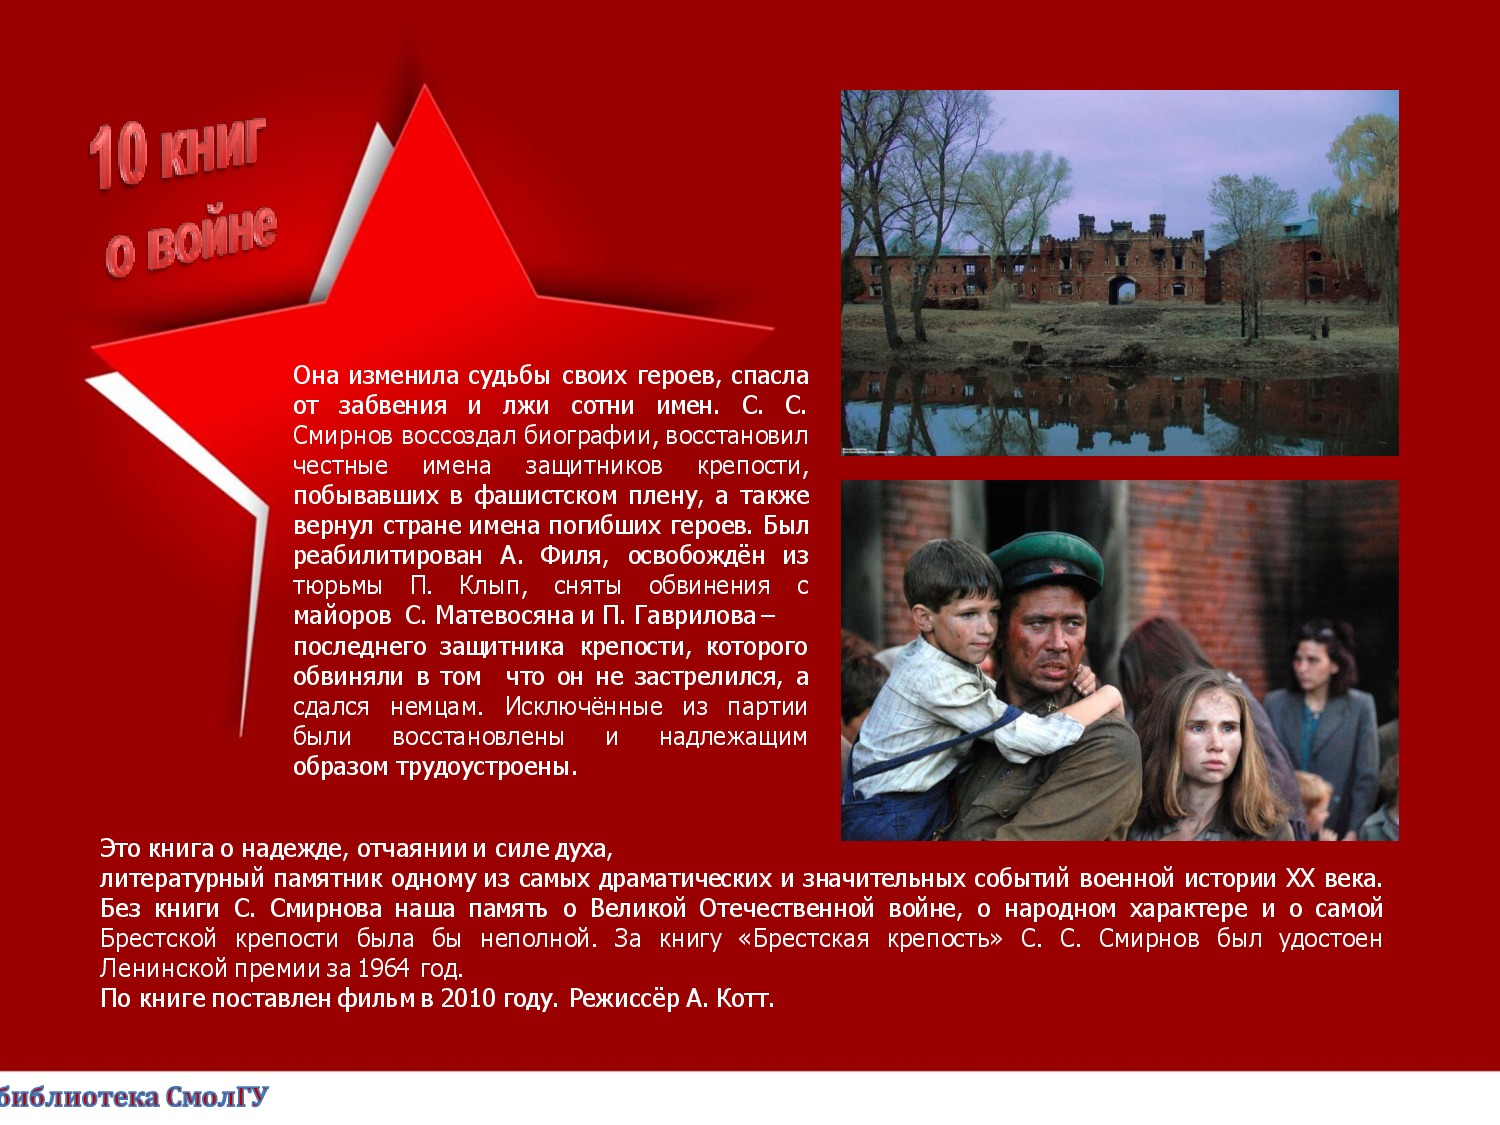 10 книг
о войне
Она изменила судьбы своих героев, спасла
от забвения и лжи сотни имен. С. С.
Смирнов воссоздал биографии, восстановил
честные имена защитников крепости,
побывавших в фашистском плену, а также
вернул стране имена погибших героев. Был
реабилитирован А. Филя, освобождён из
тюрьмы П. Клып, сняты обвинения с
майоров С. Матевосяна и П. Гаврилова –
последнего защитника крепости, которого
обвиняли в том что он не застрелился, а
сдался немцам. Исключённые из партии
были восстановлены и надлежащим
образом трудоустроены.
Это книга о надежде, отчаянии и силе духа,
литературный памятник одному из самых драматических и значительных событий военной истории XX века.
Без книги С. Смирнова наша память о Великой Отечественной войне, о народном характере и о самой
Брестской крепости была бы неполной. За книгу «Брестская крепость» С. С. Смирнов был удостоен
Ленинской премии за 1964 год.
По книге поставлен фильм в 2010 году. Режиссёр А. Котт.
библиотека СмолГУ